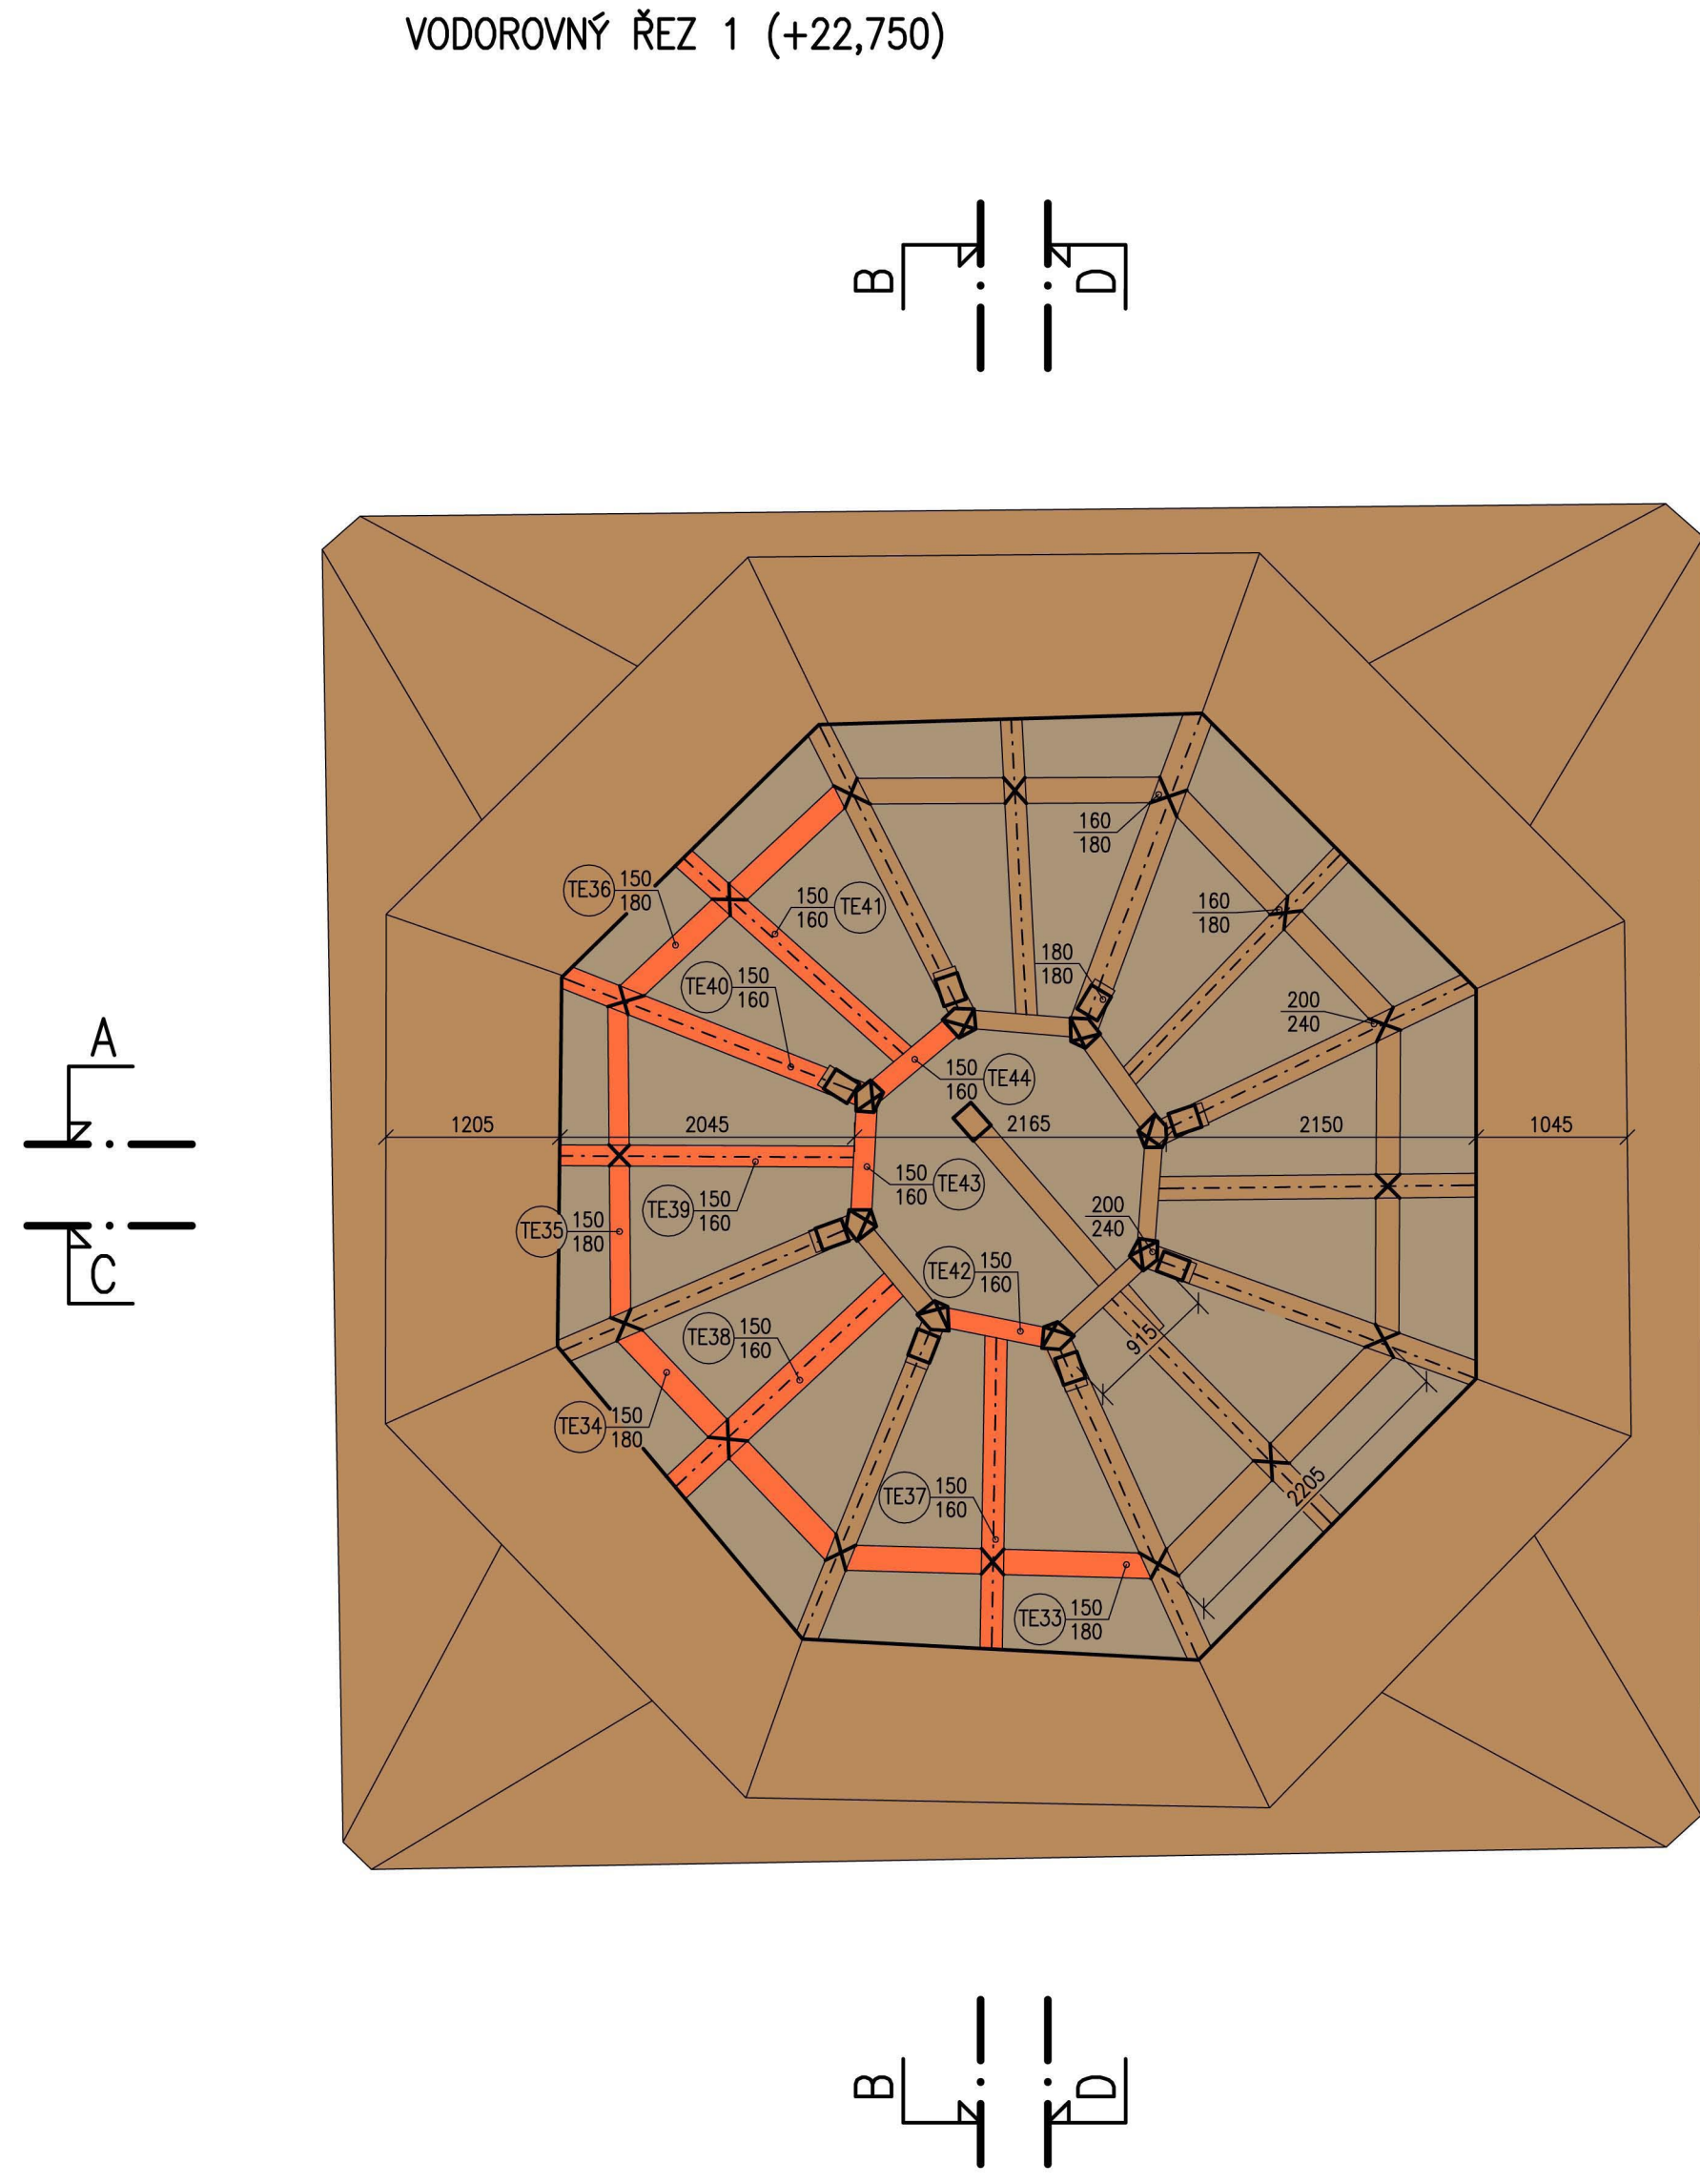 VODOROVNÝ ŘEZ 1 (+22,750)
B
D
160
180
TE36
150
180
150
160
TE41
160
180
TE40
150
160
180
180
200
240
A
150
160
TE44
1205
2045
2165
2150
1045
150
160
TE43
TE39
150
160
TE35
150
180
200
240
C
TE42
150
160
TE38
150
160
915
TE34
150
180
TE37
150
160
2205
TE33
150
180
B
D